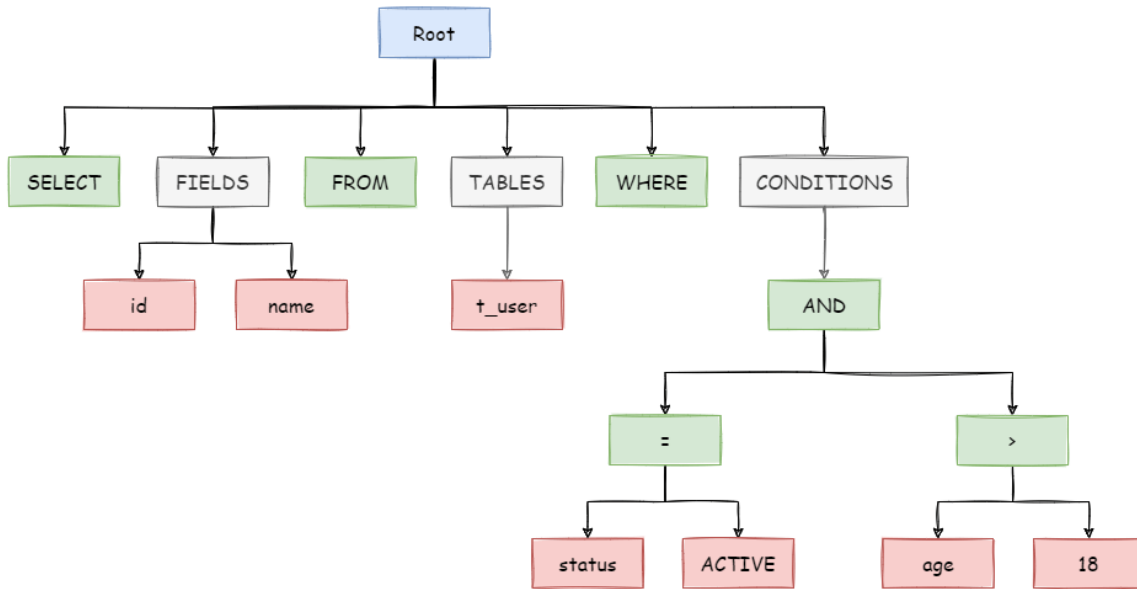 Root
SELECT
FIELDS
FROM
TABLES
WHERE
CONDITIONS
id
name
t_user
AND
=
>
status
ACTIVE
age
18